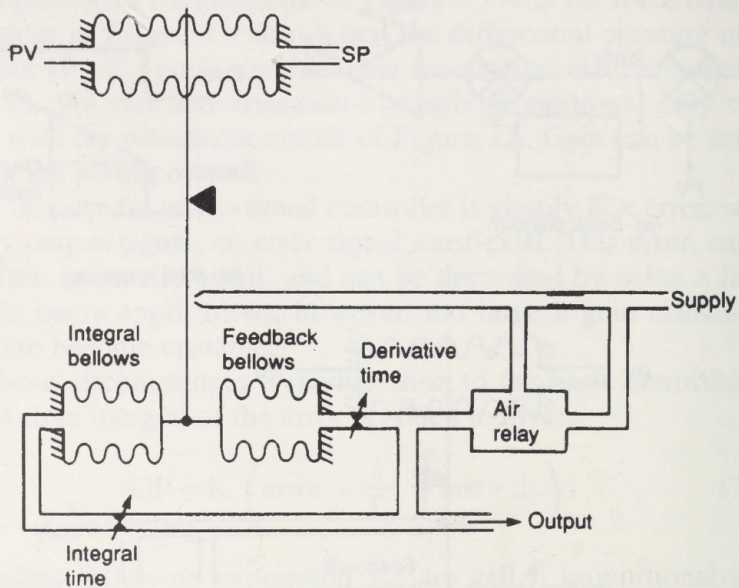 PV
SP
Supply
Integral
bellows
Feedback
bellows
Derivative
time
Air
relay
Output
Integral
time